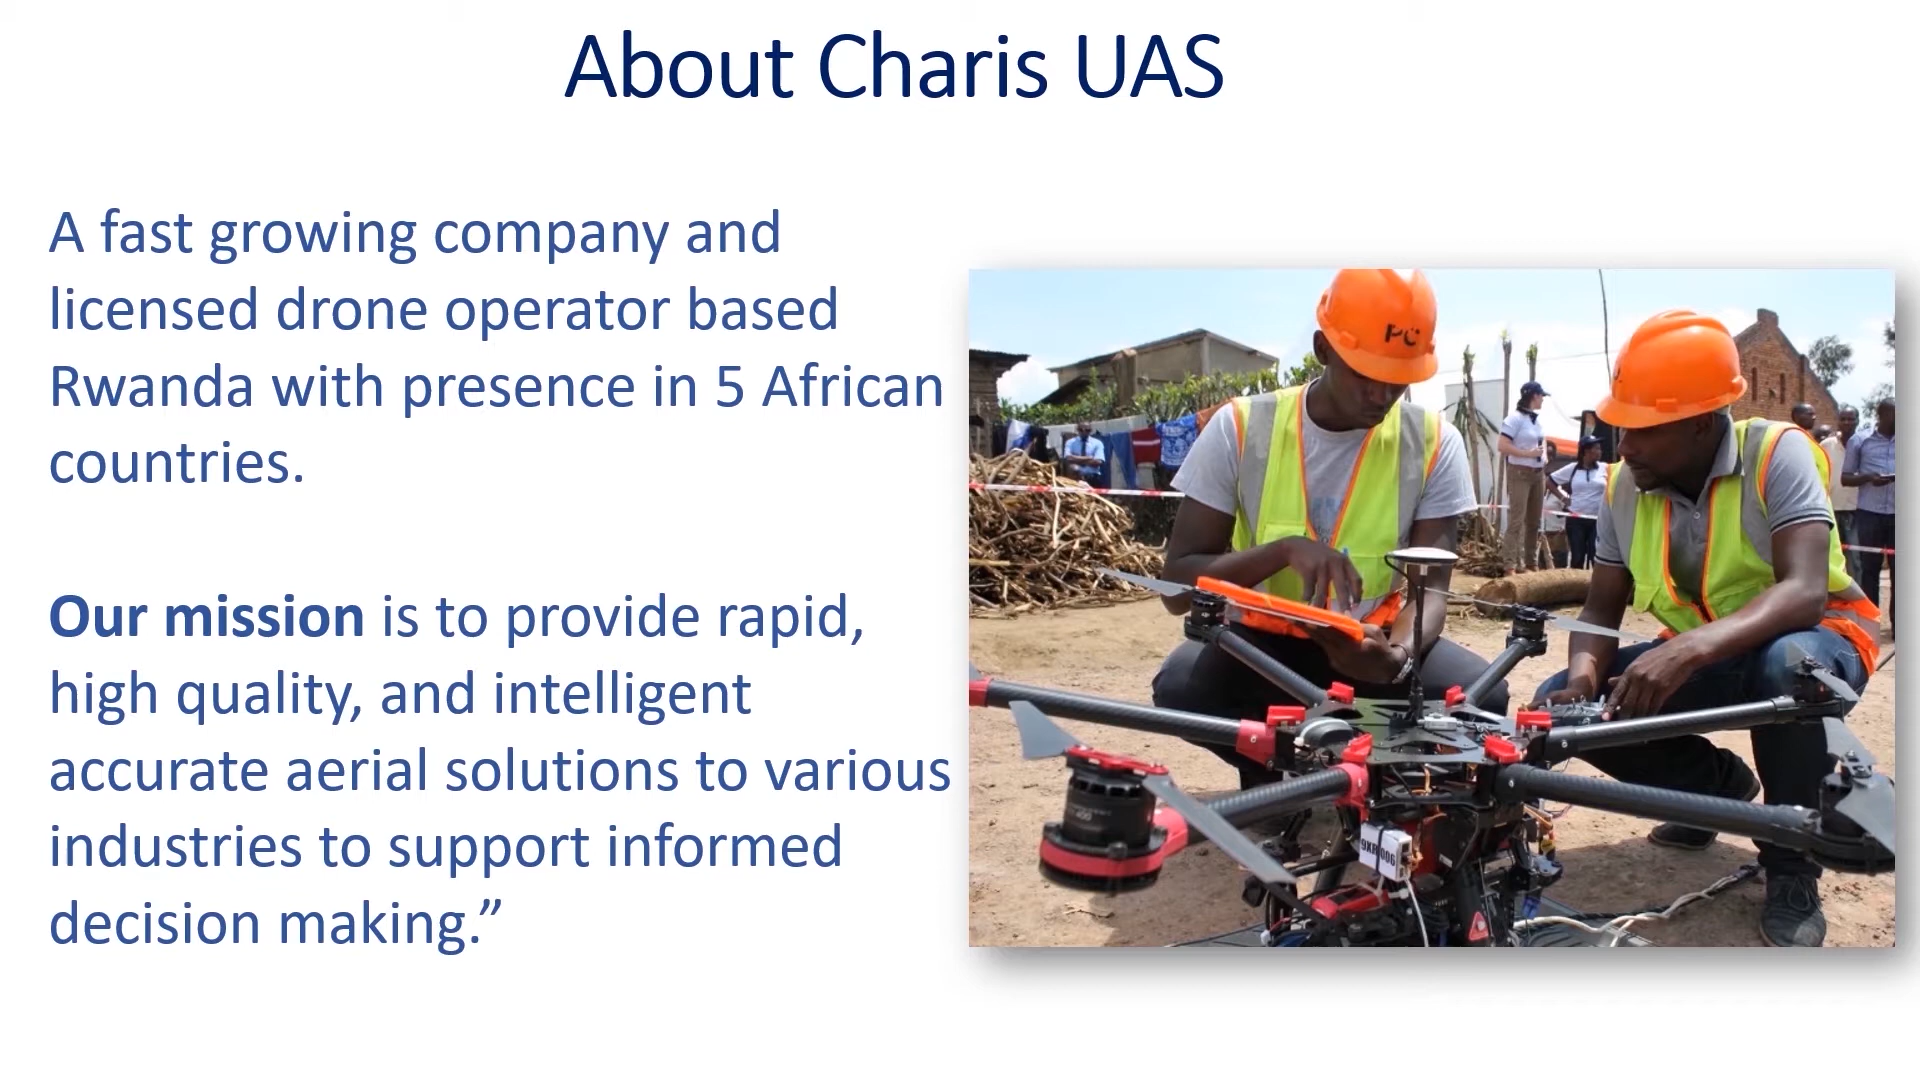 About Charis UAS
A fast growing company and
licensed drone operator based
Rwanda with presence in 5 African
countries.
Our mission is to provide rapid,
high quality, and intelligent
accurate aerial solutions to various
industries to support informed
decision making.”
PC